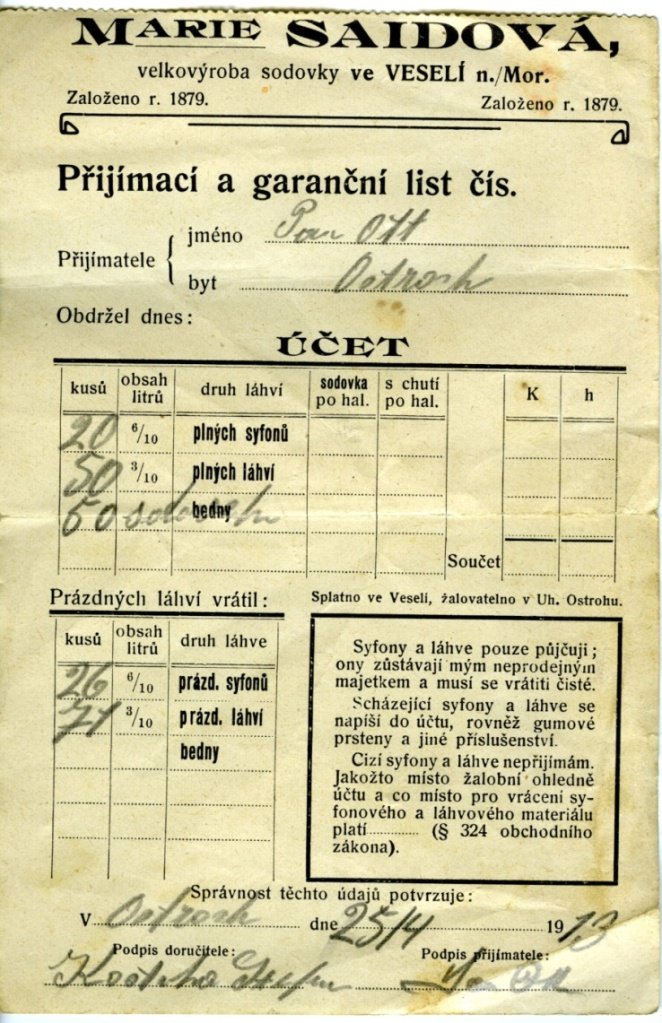 MARIE SAIDOVÁ,
velkovýroba sodovky ve VESELÍ n./Mor.
Založeno r. 1879. Založeno r. 1879.
Přijímací a garanční list čís.
Přijímatele { jméno Pan Ott
byt Ostroh
Obdržel dnes:
ÚČET
kusů obsah litrů druh láhví sodovka po hal. s chutí po hal. K h
20 6/10 plných syfonů
50 3/10 plných láhví
50 bedny
Součet
Prázdných láhví vrátil: Splatno ve Veselí, žalovatelno v Uh. Ostrohu.
kusů obsah litrů druh láhve
26 6/10 prázd. syfonů
71 3/10 prázd. láhví
bedny
Syfony a láhve pouze půjčuji;
ony zůstávají mým neprodejným
majetkem a musí se vrátiti čisté.
Scházející syfony a láhve se
napíší do účtu, rovněž gumové
prsteny a jiné příslušenství.
Cizí syfony a láhve nepřijímám.
Jakožto místo žalobní ohledně
účtu a co místo pro vrácení sy-
fonového a láhvového materiálu
platí (§ 324 obchodního
zákona).
Správnost těchto údajů potvrzuje:
V Ostroh dne 25/4 1913
Podpis doručitele: Podpis přijímatele:
Ott